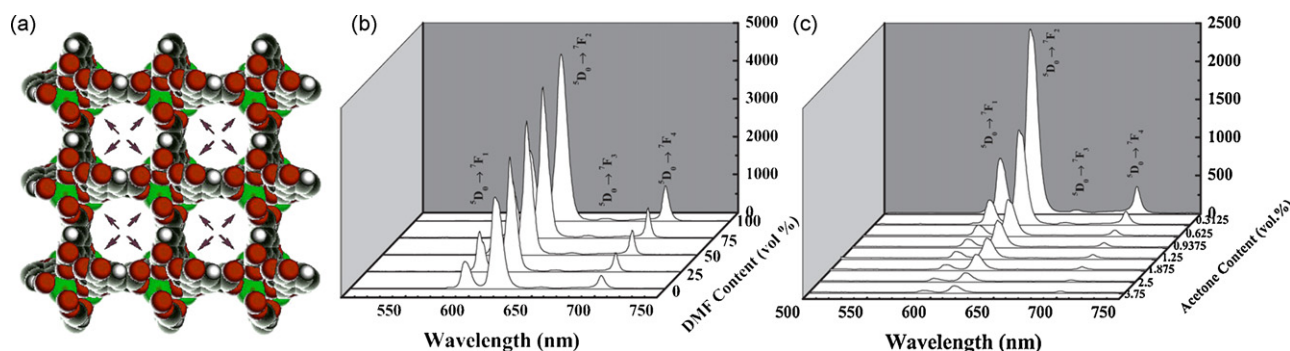 (a)
(b)
5000
4000
3000
2000
1000
0
⁵D₀→⁷F₁
⁵D₀→⁷F₂
⁵D₀→⁷F₃
⁵D₀→⁷F₄
100
75
50
25
0
DMF Content (vol %)
550 600 650 700 750
Wavelength (nm)
(c)
2500
2000
1500
1000
500
0
⁵D₀→⁷F₁
⁵D₀→⁷F₂
⁵D₀→⁷F₃
⁵D₀→⁷F₄
0.3125
0.625
0.9375
1.25
1.875
2.5
3.75
Acetone Content (vol.%)
500 550 600 650 700 750
Wavelength (nm)